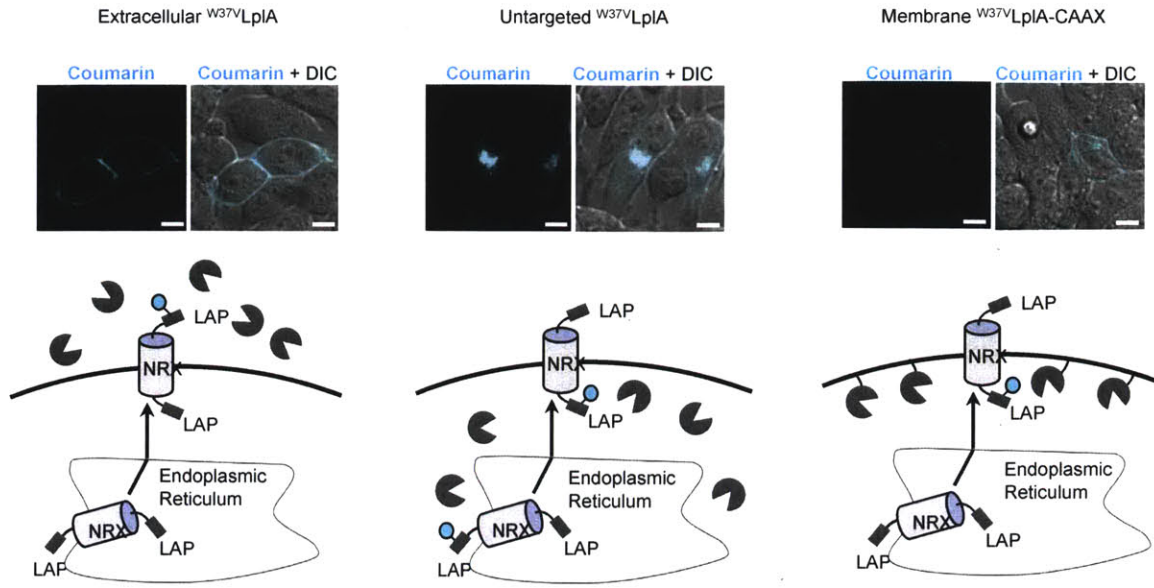 Extracellular W37VLplA
Untargeted W37VLplA
Membrane W37VLplA-CAAX
Coumarin
Coumarin + DIC
Coumarin
Coumarin + DIC
Coumarin
Coumarin + DIC
LAP
NRX
LAP
Endoplasmic
Reticulum
NRX
LAP
LAP
LAP
NRX
LAP
Endoplasmic
Reticulum
NRX
LAP
LAP
LAP
NRX
LAP
Endoplasmic
Reticulum
NRX
LAP
LAP